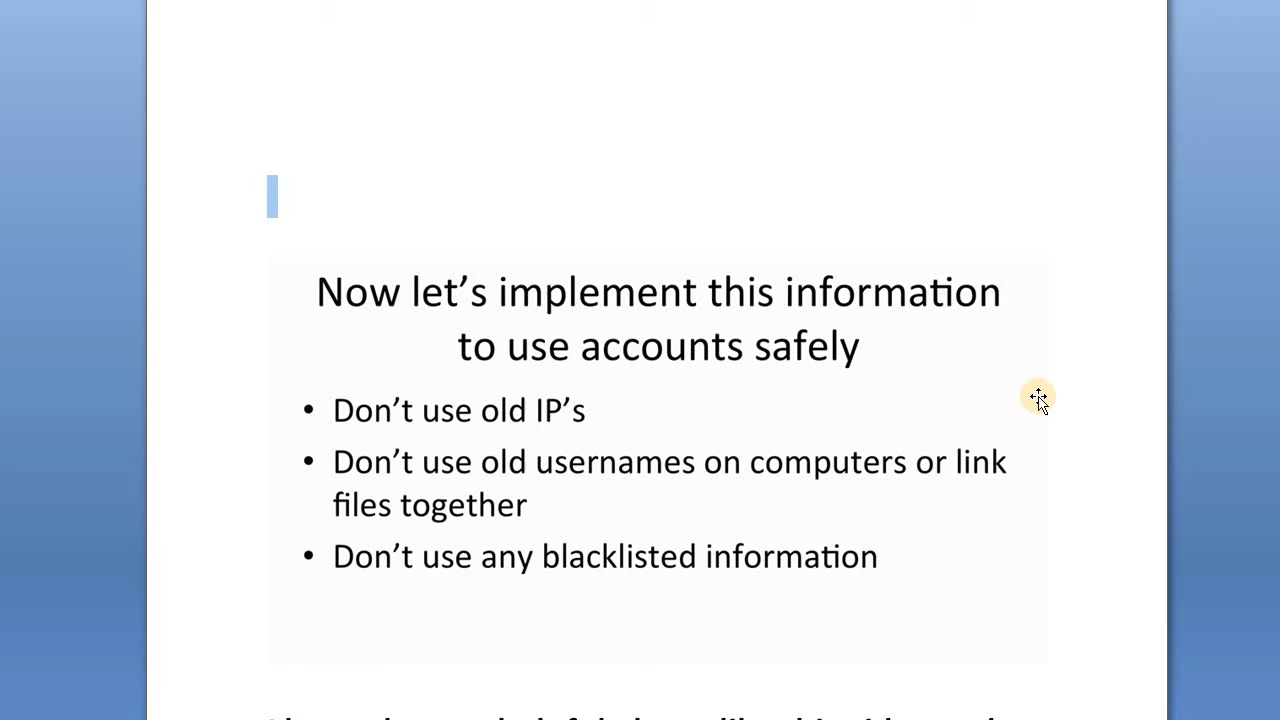 Now let's implement this information
to use accounts safely
• Don't use old IP's
• Don't use old usernames on computers or link
files together
• Don't use any blacklisted information